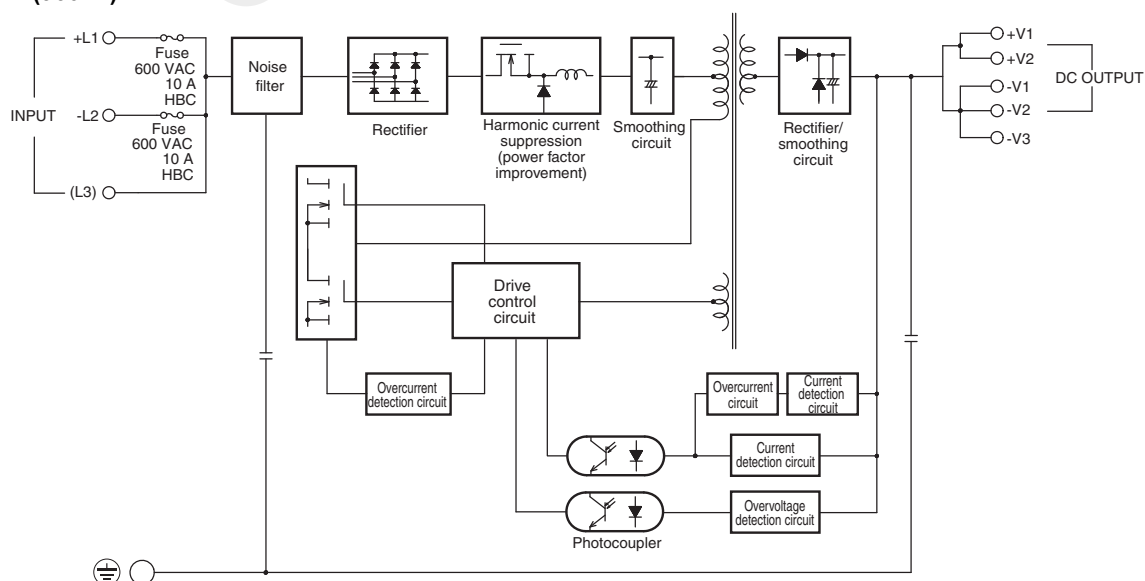 +L1
Fuse
600 VAC
10 A
HBC
INPUT
-L2
Fuse
600 VAC
10 A
HBC
(L3)
Noise
filter
Rectifier
Harmonic current
suppression
(power factor
improvement)
Smoothing
circuit
Rectifier/
smoothing
circuit
+V1
+V2
-V1
-V2
-V3
DC OUTPUT
Drive
control
circuit
Overcurrent
detection circuit
Overcurrent
circuit
Current
detection
circuit
Current
detection circuit
Overvoltage
detection circuit
Photocoupler